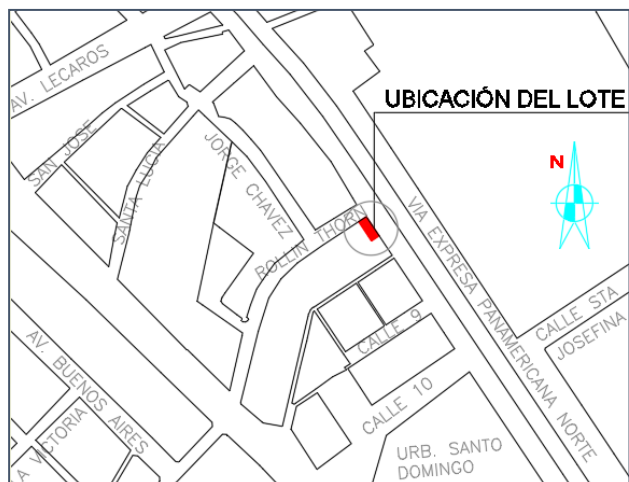 AV. LECAROS
UBICACIÓN DEL LOTE
SAN JOSE
SANTA LUCIA
JORGE CHAVEZ
N
ROLLIN THORN
VIA EXPRESA PANAMERICANA NORTE
CALLE STA
JOSEFINA
CALLE 9
AV. BUENOS AIRES
CALLE 10
LA VICTORIA
URB. SANTO
DOMINGO